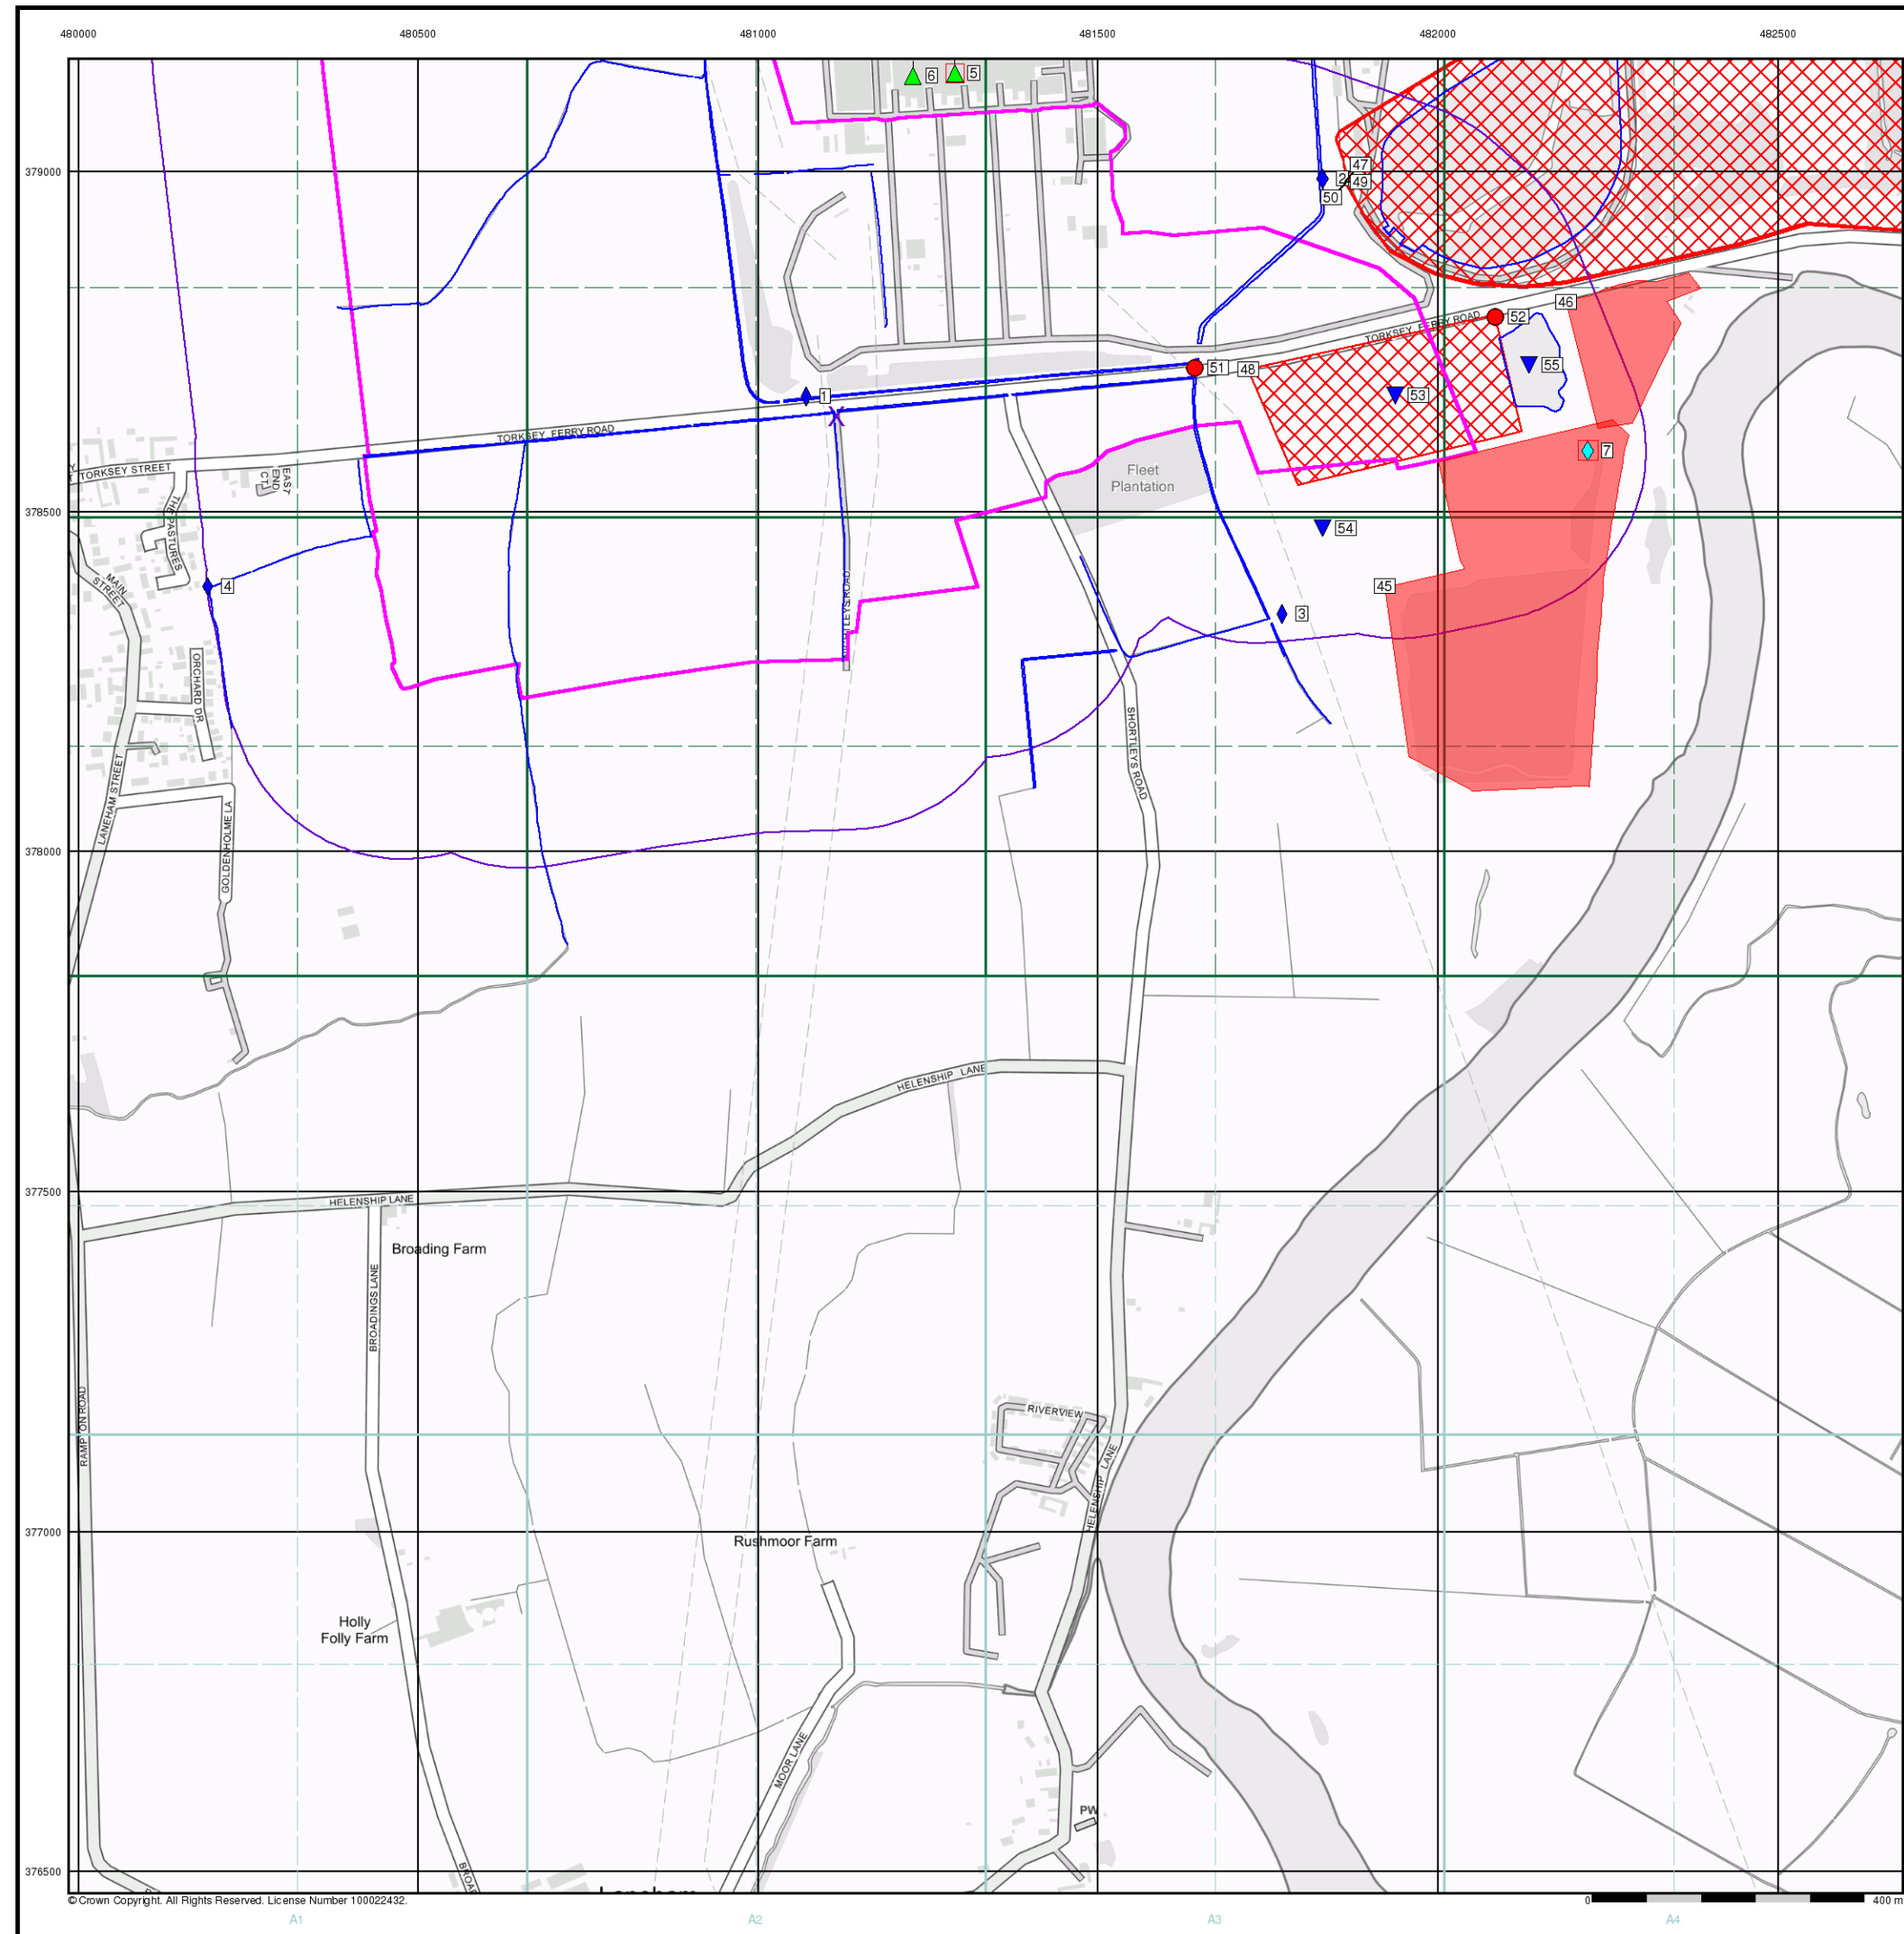 480000
480500
481000
481500
482000
482500
6
5
379000
47
49
50
46
52
TORKSEY FERRY ROAD
51
48
55
53
1
TORKSEY FERRY ROAD
TORKSEY STREET
EAST
END
CT
Fleet
Plantation
7
378500
THE PASTURES
54
MAIN
STREET
4
45
3
ORCHARD DR
SHORTLEYS ROAD
LANEHAM STREET
GOLDENHOLME LA
378000
HELENSHIP LANE
377500
HELENSHIP LANE
Broading Farm
BROADINGS LANE
RAMPTON ROAD
RIVERVIEW
HELENSHIP LANE
377000
Rushmoor Farm
Holly
Folly Farm
MOOR LANE
PW
376500
© Crown Copyright. All Rights Reserved. License Number 100022432.
0
400 m
A1
A2
A3
A4